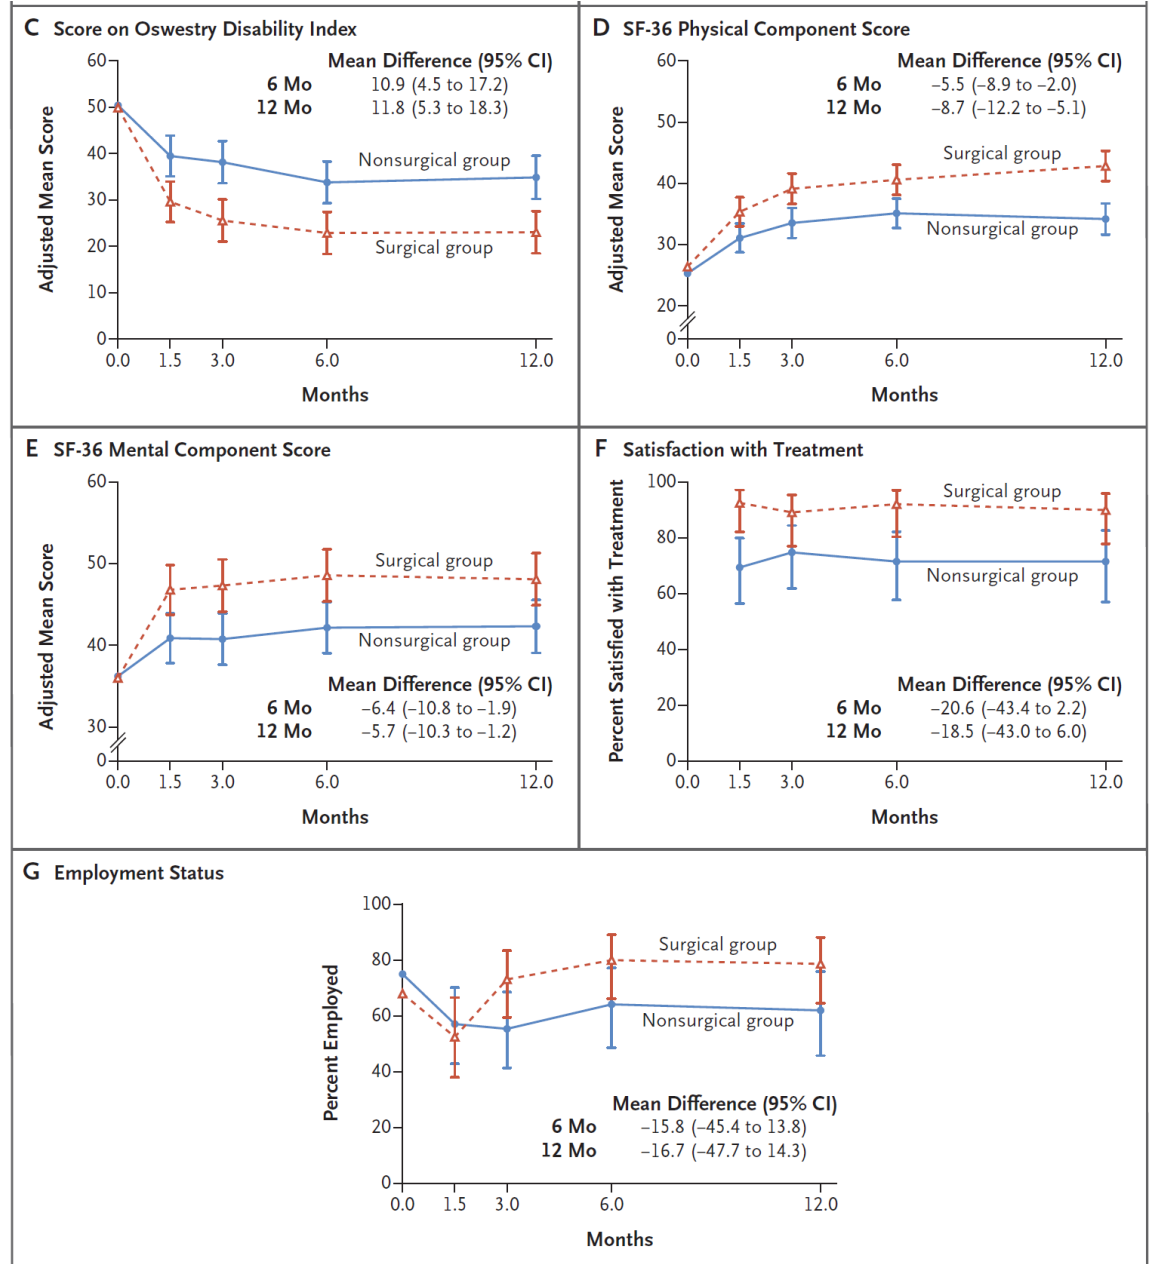 C Score on Oswestry Disability Index
Mean Difference (95% CI)
6 Mo 10.9 (4.5 to 17.2)
12 Mo 11.8 (5.3 to 18.3)
60
50
40
30
20
10
0
Adjusted Mean Score
Nonsurgical group
Surgical group
0.0 1.5 3.0 6.0 12.0
Months
D SF-36 Physical Component Score
Mean Difference (95% CI)
6 Mo –5.5 (–8.9 to –2.0)
12 Mo –8.7 (–12.2 to –5.1)
60
50
40
30
20
0
Adjusted Mean Score
Surgical group
Nonsurgical group
0.0 1.5 3.0 6.0 12.0
Months
E SF-36 Mental Component Score
60
50
40
30
0
Adjusted Mean Score
Surgical group
Nonsurgical group
Mean Difference (95% CI)
6 Mo –6.4 (–10.8 to –1.9)
12 Mo –5.7 (–10.3 to –1.2)
0.0 1.5 3.0 6.0 12.0
Months
F Satisfaction with Treatment
100
80
60
40
20
0
Percent Satisfied with Treatment
Surgical group
Nonsurgical group
Mean Difference (95% CI)
6 Mo –20.6 (–43.4 to 2.2)
12 Mo –18.5 (–43.0 to 6.0)
0.0 1.5 3.0 6.0 12.0
Months
G Employment Status
100
80
60
40
20
0
Percent Employed
Surgical group
Nonsurgical group
Mean Difference (95% CI)
6 Mo –15.8 (–45.4 to 13.8)
12 Mo –16.7 (–47.7 to 14.3)
0.0 1.5 3.0 6.0 12.0
Months